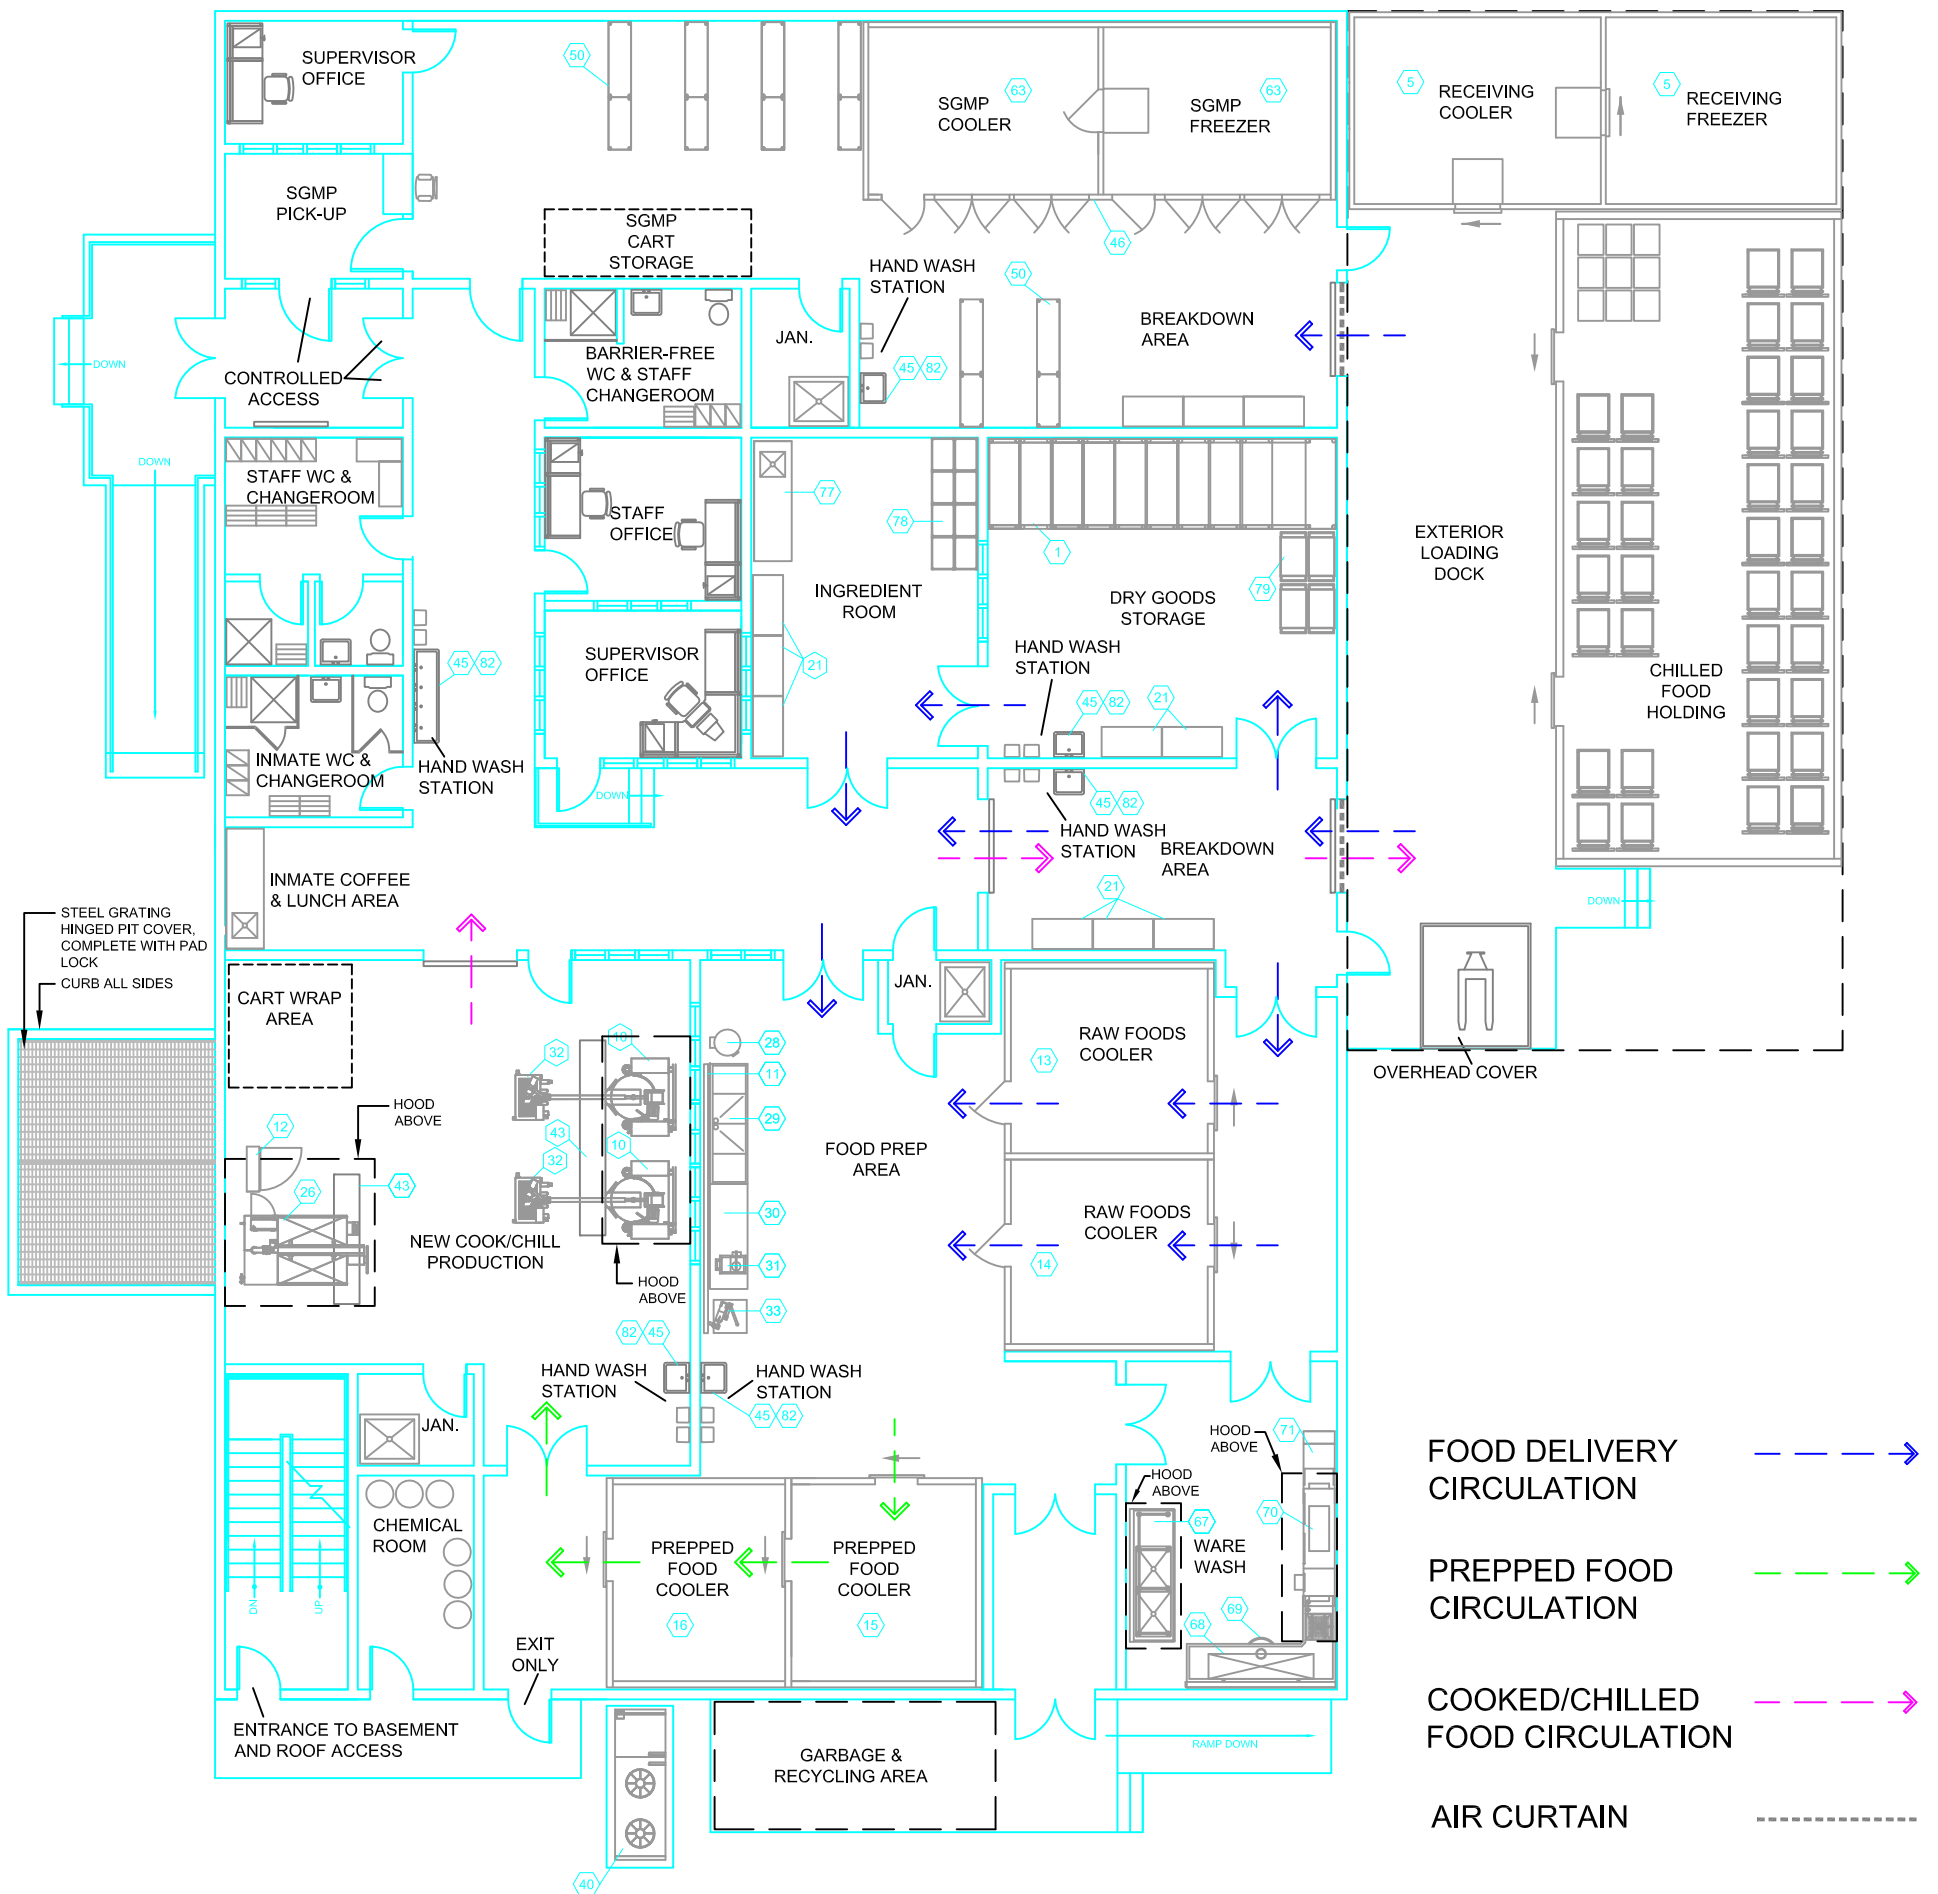 SUPERVISOR
OFFICE
50
SGMP
COOLER
63
SGMP
FREEZER
63
5
RECEIVING
COOLER
5
RECEIVING
FREEZER
SGMP
PICK-UP
SGMP
CART
STORAGE
46
HAND WASH
STATION
50
BREAKDOWN
AREA
JAN.
BARRIER-FREE
WC & STAFF
CHANGEROOM
45
82
DOWN
CONTROLLED
ACCESS
DOWN
STAFF WC &
CHANGEROOM
STAFF
OFFICE
77
78
1
EXTERIOR
LOADING
DOCK
INGREDIENT
ROOM
DRY GOODS
STORAGE
79
45
82
SUPERVISOR
OFFICE
21
HAND WASH
STATION
45
82
21
CHILLED
FOOD
HOLDING
INMATE WC &
CHANGEROOM
HAND WASH
STATION
DOWN
45
82
HAND WASH
STATION
BREAKDOWN
AREA
INMATE COFFEE
& LUNCH AREA
21
DOWN
STEEL GRATING
HINGED PIT COVER,
COMPLETE WITH PAD
LOCK
CURB ALL SIDES
CART WRAP
AREA
JAN.
RAW FOODS
COOLER
13
OVERHEAD COVER
10
32
28
11
29
HOOD
ABOVE
12
43
10
32
FOOD PREP
AREA
26
43
30
RAW FOODS
COOLER
14
NEW COOK/CHILL
PRODUCTION
31
HOOD
ABOVE
33
82
45
HAND WASH
STATION
HAND WASH
STATION
45
82
JAN.
HOOD
ABOVE
71
HOOD
ABOVE
CHEMICAL
ROOM
67
70
WARE
WASH
PREPPED
FOOD
COOLER
16
PREPPED
FOOD
COOLER
15
69
68
DN
UP
EXIT
ONLY
ENTRANCE TO BASEMENT
AND ROOF ACCESS
RAMP DOWN
GARBAGE &
RECYCLING AREA
40
FOOD DELIVERY
CIRCULATION
PREPPED FOOD
CIRCULATION
COOKED/CHILLED
FOOD CIRCULATION
AIR CURTAIN